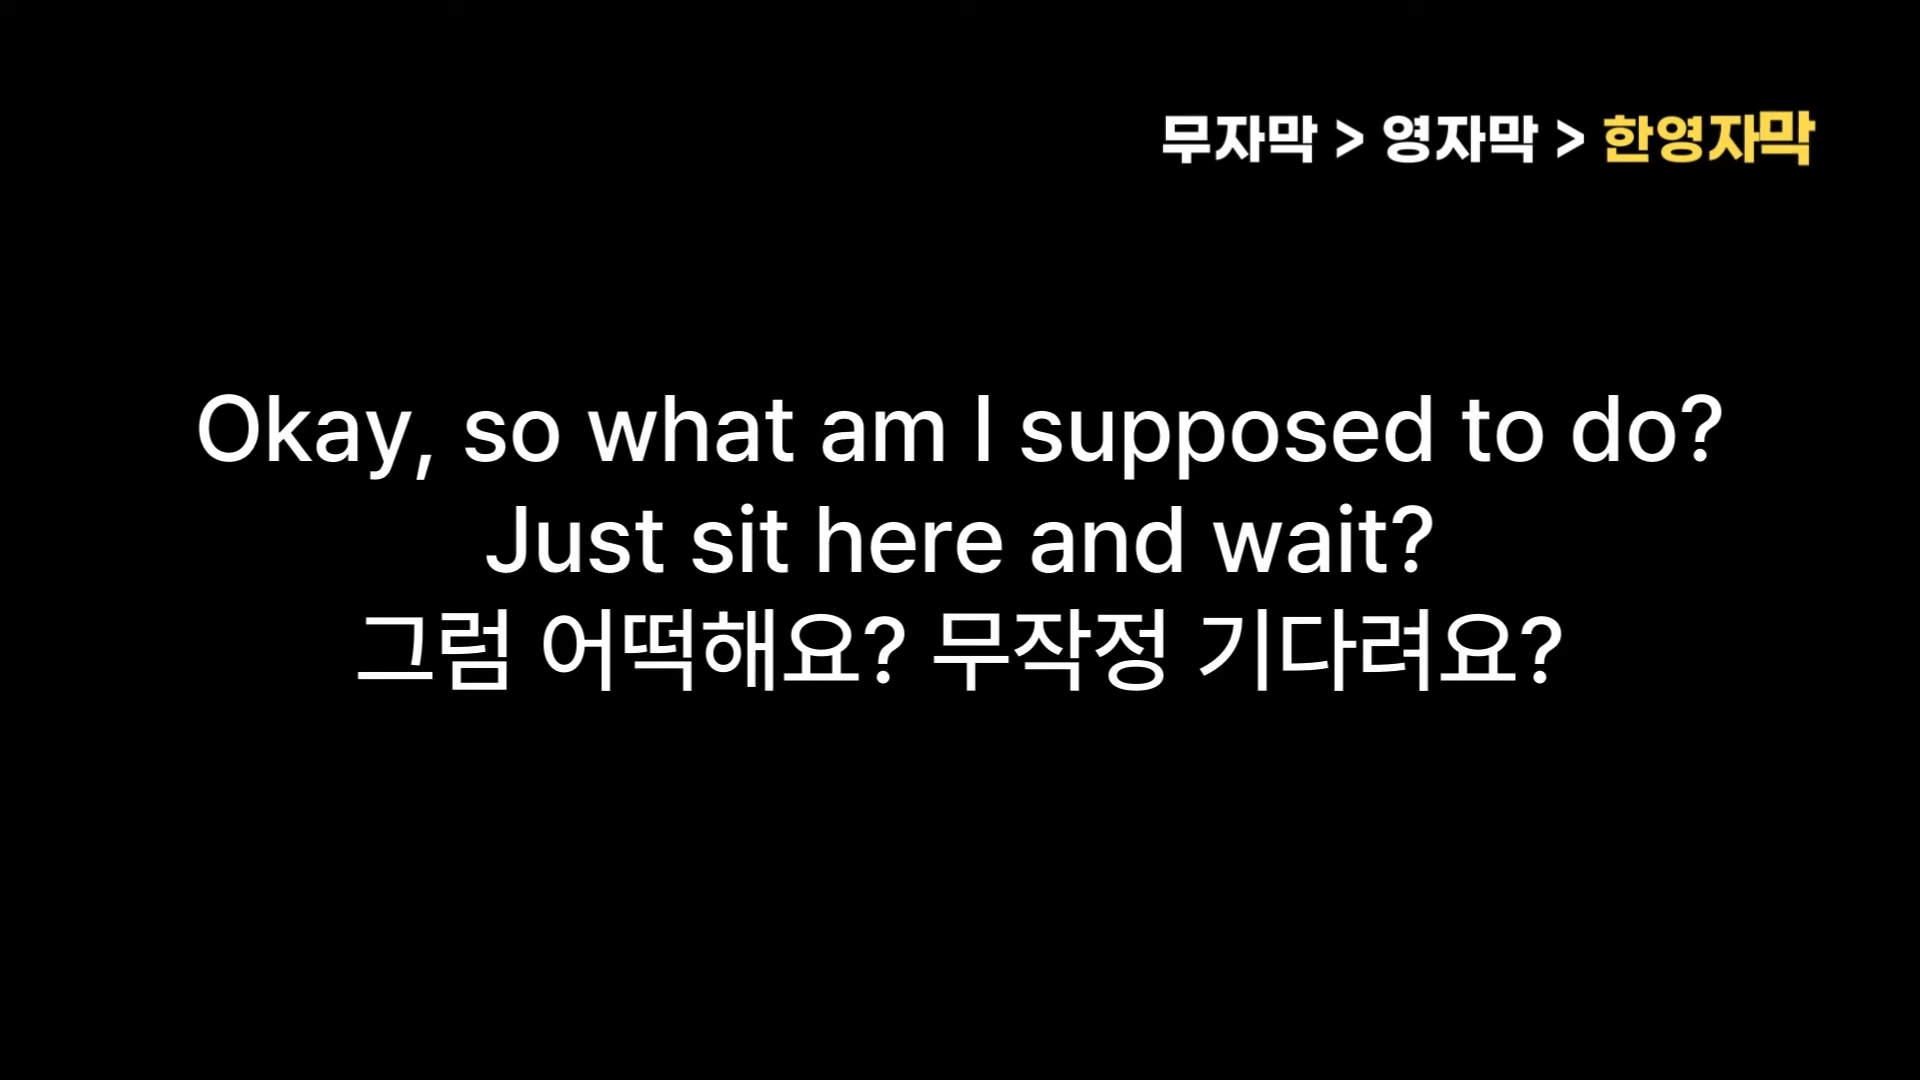 무자막 > 영자막 > 한영자막
Okay, so what am I supposed to do?
Just sit here and wait?
그럼 어떡해요? 무작정 기다려요?